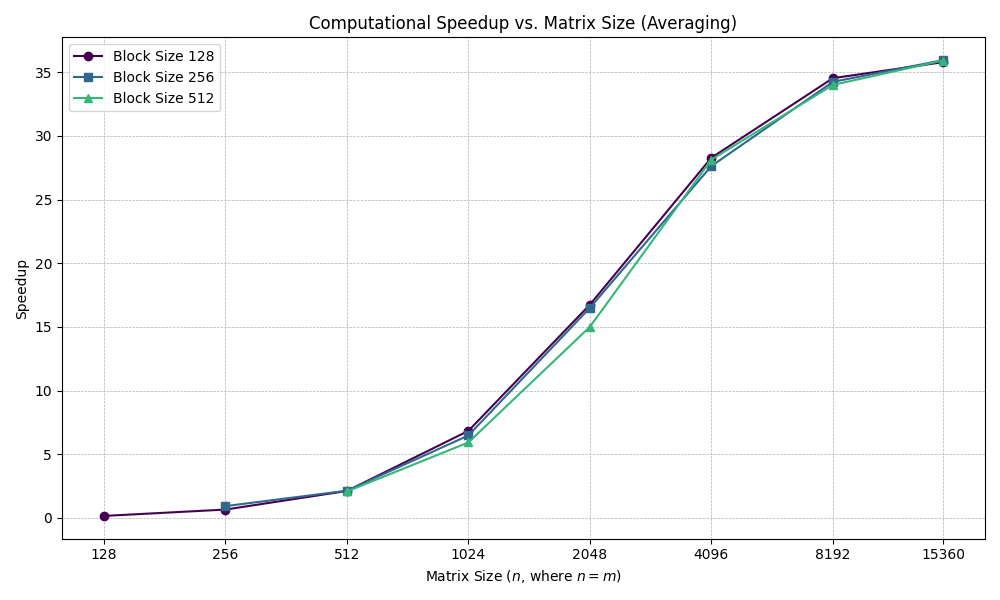 Computational Speedup vs. Matrix Size (Averaging)
Block Size 128
Block Size 256
Block Size 512
35
30
25
20
15
10
5
0
Speedup
128 256 512 1024 2048 4096 8192 15360
Matrix Size (n, where n = m)